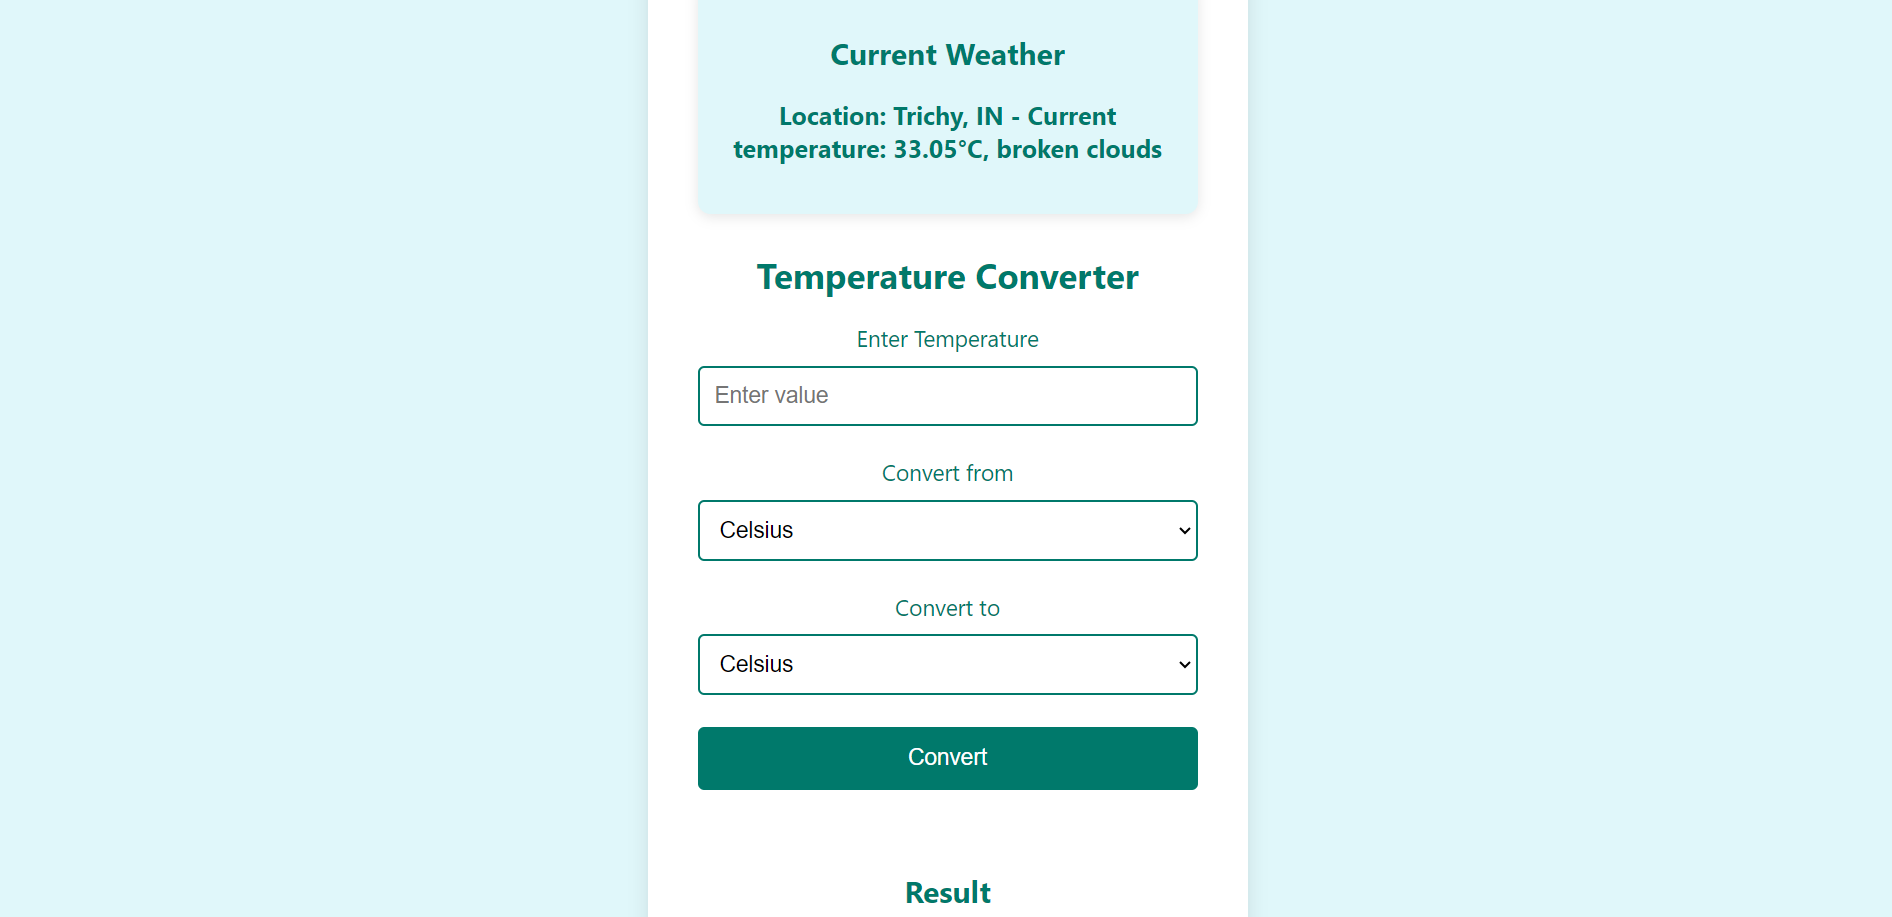 Current Weather
Location: Trichy, IN - Current
temperature: 33.05°C, broken clouds
Temperature Converter
Enter Temperature
Enter value
Convert from
Celsius
Convert to
Celsius
Convert
Result